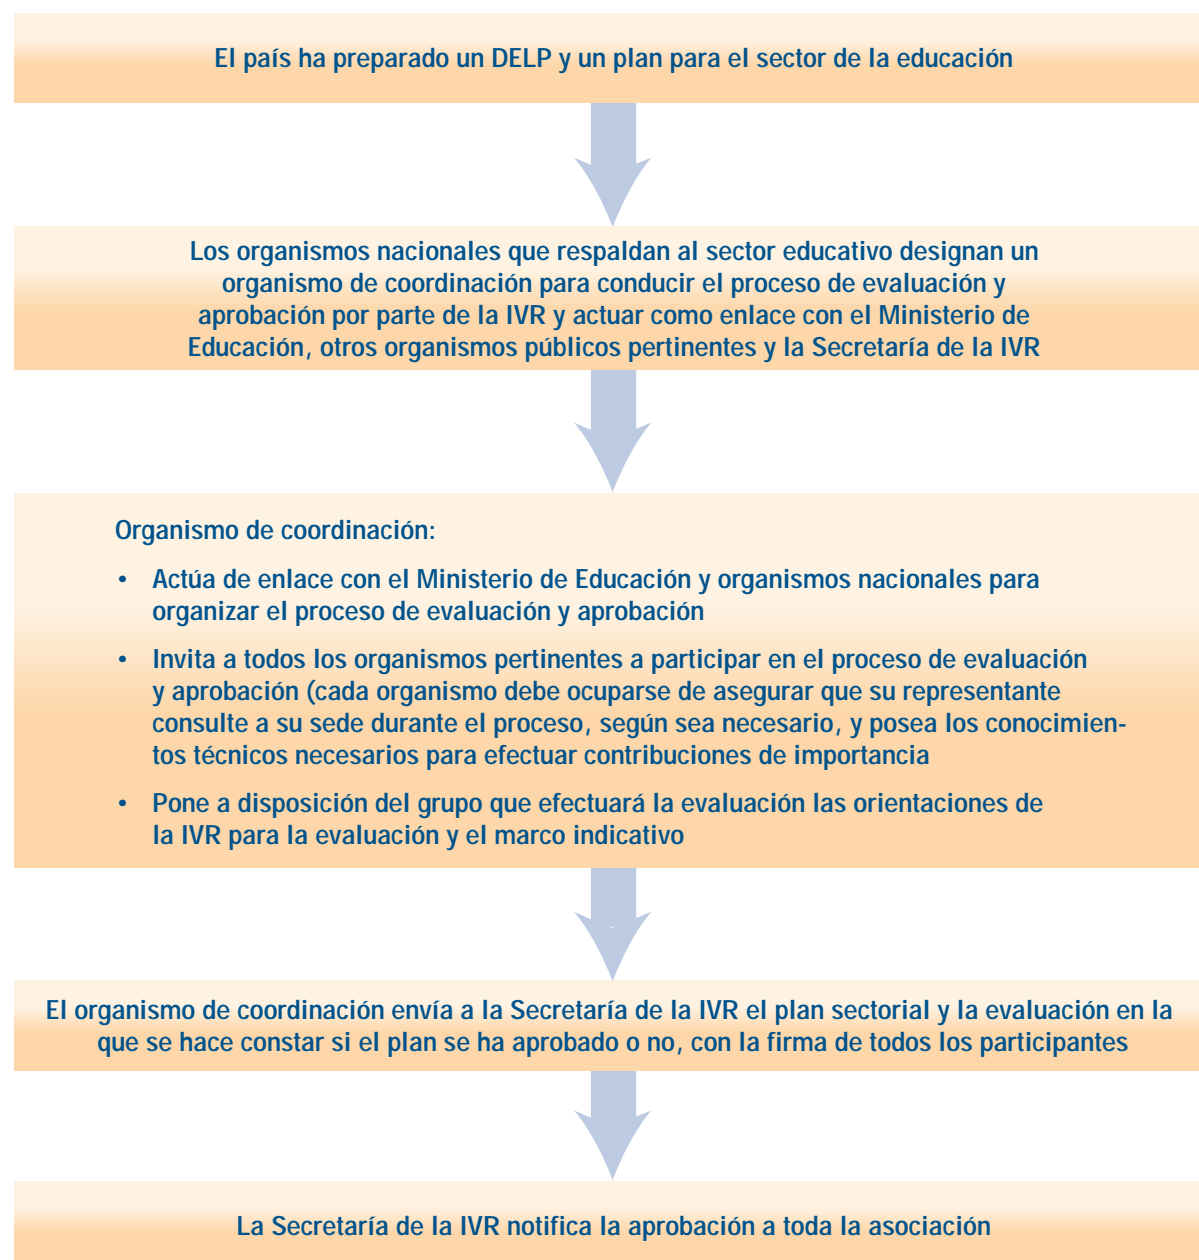 El país ha preparado un DELP y un plan para el sector de la educación
Los organismos nacionales que respaldan al sector educativo designan un
organismo de coordinación para conducir el proceso de evaluación y
aprobación por parte de la IVR y actuar como enlace con el Ministerio de
Educación, otros organismos públicos pertinentes y la Secretaría de la IVR
Organismo de coordinación:
• Actúa de enlace con el Ministerio de Educación y organismos nacionales para
organizar el proceso de evaluación y aprobación
• Invita a todos los organismos pertinentes a participar en el proceso de evaluación
y aprobación (cada organismo debe ocuparse de asegurar que su representante
consulte a su sede durante el proceso, según sea necesario, y posea los conocimien-
tos técnicos necesarios para efectuar contribuciones de importancia
• Pone a disposición del grupo que efectuará la evaluación las orientaciones de
la IVR para la evaluación y el marco indicativo
El organismo de coordinación envía a la Secretaría de la IVR el plan sectorial y la evaluación en la
que se hace constar si el plan se ha aprobado o no, con la firma de todos los participantes
La Secretaría de la IVR notifica la aprobación a toda la asociación